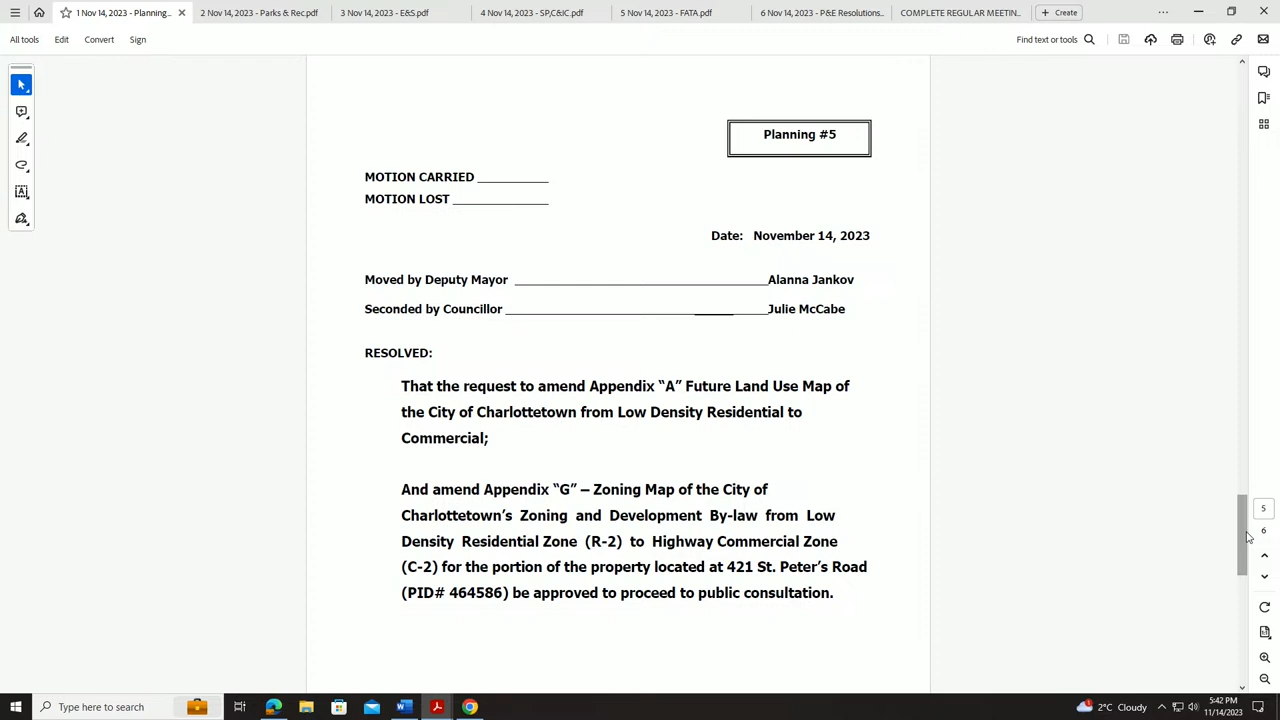 1 Nov 14, 2023 - Planning... 2 Nov 14, 2023 - Parks & Rec.pdf 3 Nov 14, 2023 - E&S.pdf 4 Nov 14, 2023 - SP,C&IC.pdf 5 Nov 14, 2023 - FATA.pdf 6 Nov 14, 2023 - P&E Resolutions... COMPLETE REGULAR MEETIN... + Create
All tools Edit Convert Sign Find text or tools
Planning #5
MOTION CARRIED ___________
MOTION LOST ______________
Date: November 14, 2023
Moved by Deputy Mayor ______________________________________Alanna Jankov
Seconded by Councillor ______________________________________Julie McCabe
RESOLVED:
That the request to amend Appendix “A” Future Land Use Map of
the City of Charlottetown from Low Density Residential to
Commercial;
And amend Appendix “G” – Zoning Map of the City of
Charlottetown’s Zoning and Development By-law from Low
Density Residential Zone (R-2) to Highway Commercial Zone
(C-2) for the portion of the property located at 421 St. Peter’s Road
(PID# 464586) be approved to proceed to public consultation.
5
6
Type here to search
2°C Cloudy
5:42 PM
11/14/2023